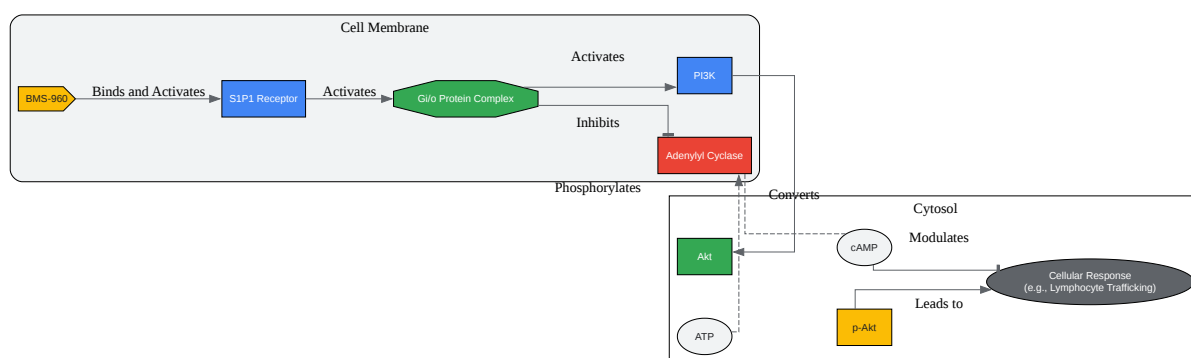 Cell Membrane
Activates
PI3K
BMS-960
Binds and Activates
S1P1 Receptor
Activates
Gi/o Protein Complex
Inhibits
Adenylyl Cyclase
Phosphorylates
Converts
Cytosol
Modulates
cAMP
Akt
Cellular Response
(e.g., Lymphocyte Trafficking)
Leads to
p-Akt
ATP